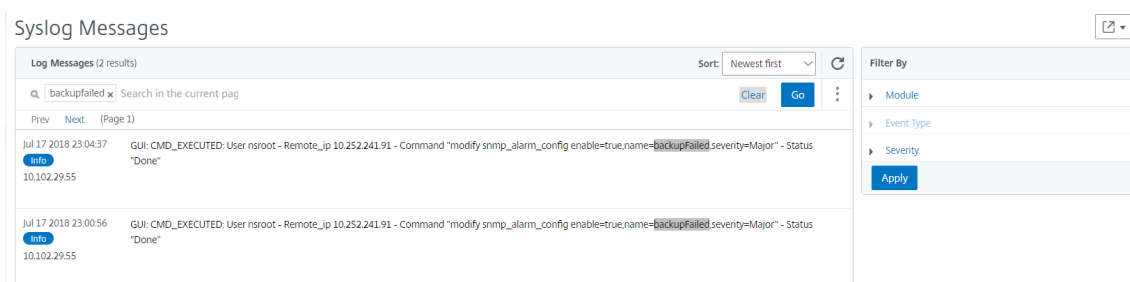 Syslog Messages
Log Messages (2 results)
Sort: Newest first
backupfailed x Search in the current pag
Clear Go
Prev Next (Page 1)
Jul 17 2018 23:04:37 GUI: CMD_EXECUTED: User nsroot - Remote_ip 10.252.241.91 - Command "modify snmp_alarm_config enable=true,name=backupFailed,severity=Major" - Status
Info "Done"
10.102.29.55
Jul 17 2018 23:00:56 GUI: CMD_EXECUTED: User nsroot - Remote_ip 10.252.241.91 - Command "modify snmp_alarm_config enable=true,name=backupFailed,severity=Major" - Status
Info "Done"
10.102.29.55
Filter By
Module
Event Type
Severity
Apply